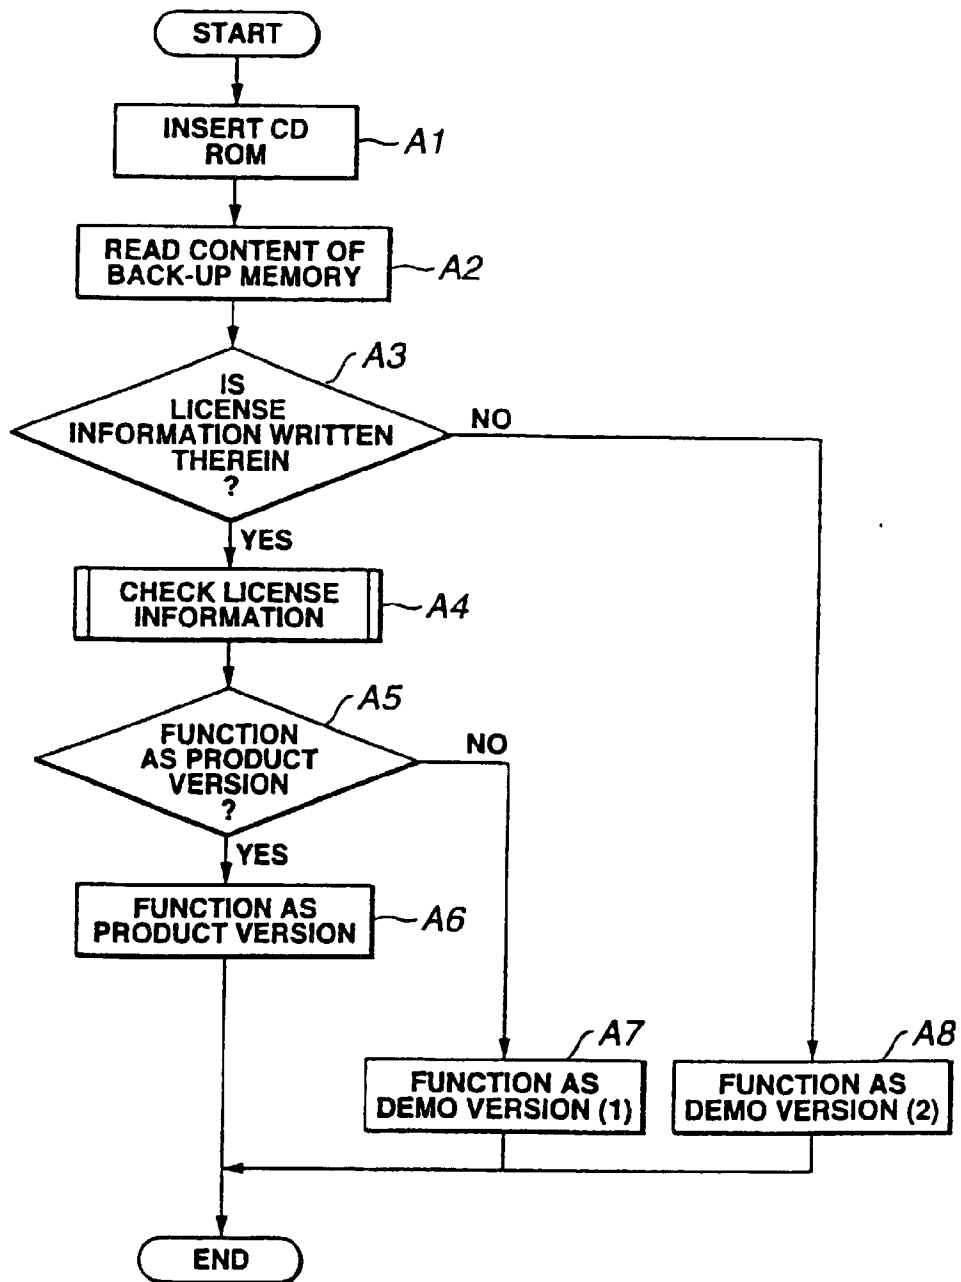 START
INSERT CD
ROM
A1
READ CONTENT OF
BACK-UP MEMORY
A2
A3
IS
LICENSE
INFORMATION WRITTEN
THEREIN
?
NO
YES
CHECK LICENSE
INFORMATION
A4
A5
FUNCTION
AS PRODUCT
VERSION
?
NO
YES
FUNCTION AS
PRODUCT VERSION
A6
A7
FUNCTION AS
DEMO VERSION (1)
A8
FUNCTION AS
DEMO VERSION (2)
END